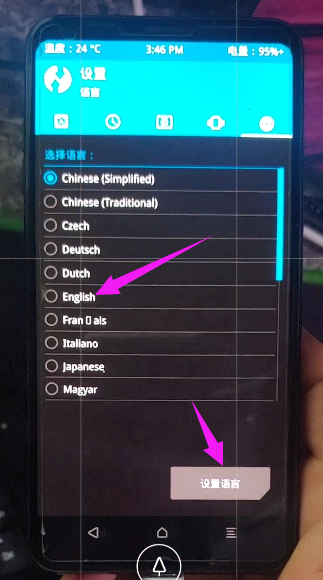 温度：24 °C 3:46 PM 电量：95%+
设置
语言
选择语言：
Chinese (Simplified)
Chinese (Traditional)
Czech
Deutsch
Dutch
English
Fran▯ais
Italiano
Japanese
Magyar
设置语言